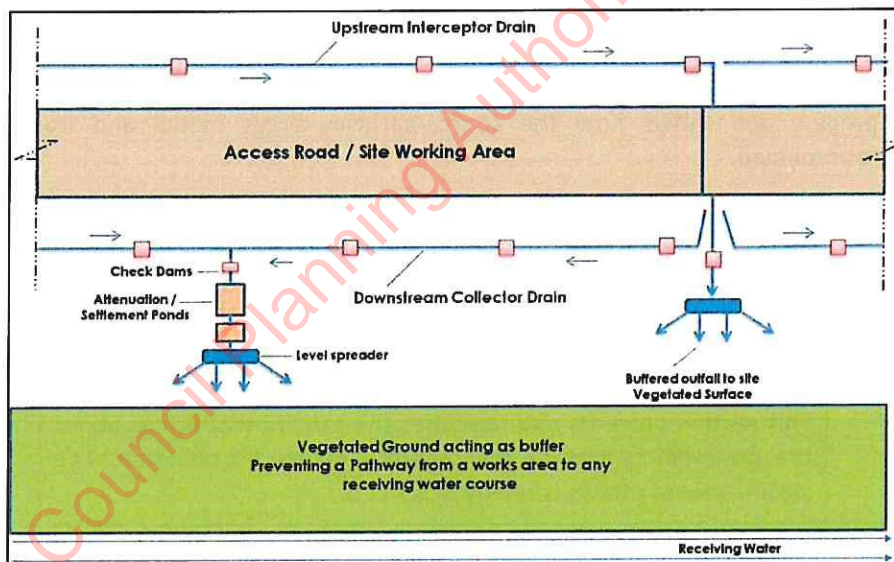 Upstream Interceptor Drain
Access Road / Site Working Area
Check Dams
Attenuation /
Settlement Ponds
Downstream Collector Drain
Level spreader
Buffered outfall to site
Vegetated Surface
Vegetated Ground acting as buffer
Preventing a Pathway from a works area to any
receiving water course
Receiving Water
Council Planning Author